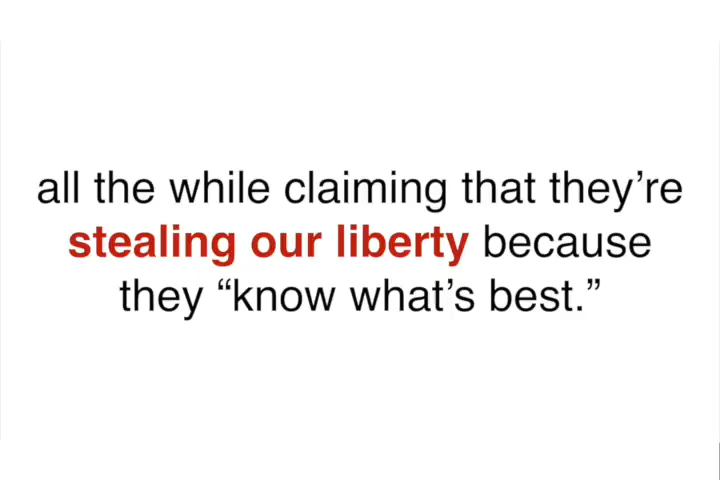 all the while claiming that they’re
stealing our liberty because
they “know what’s best.”